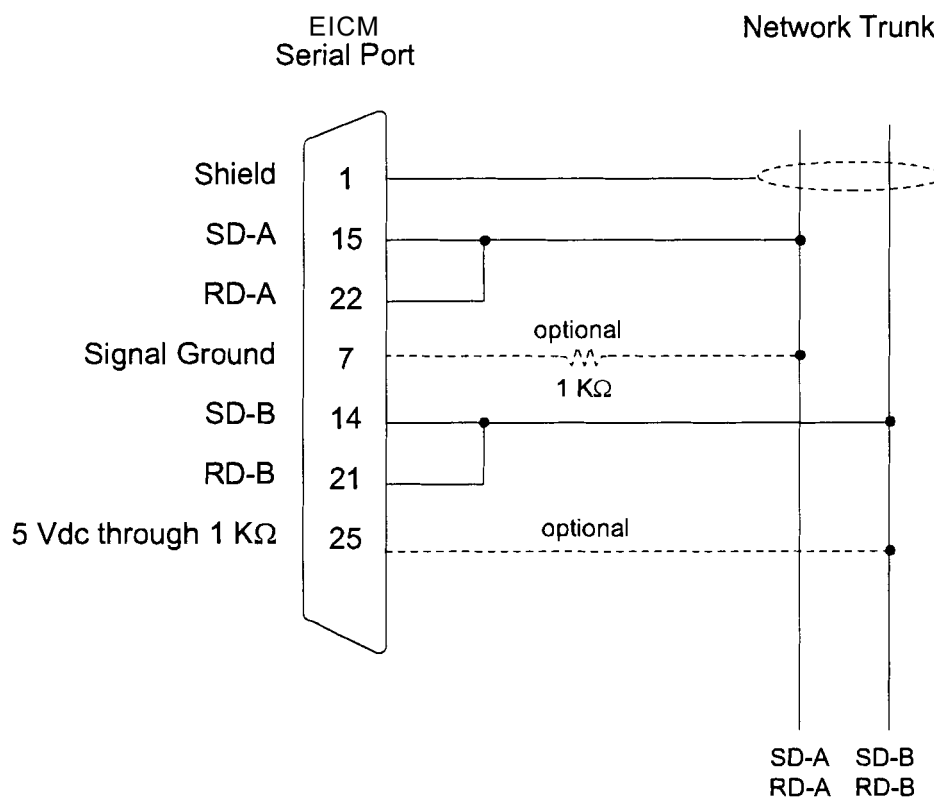 EICM
Serial Port
Network Trunk
Shield 1
SD-A 15
RD-A 22
optional
Signal Ground 7
1 KΩ
SD-B 14
RD-B 21
5 Vdc through 1 KΩ 25
optional
SD-A SD-B
RD-A RD-B